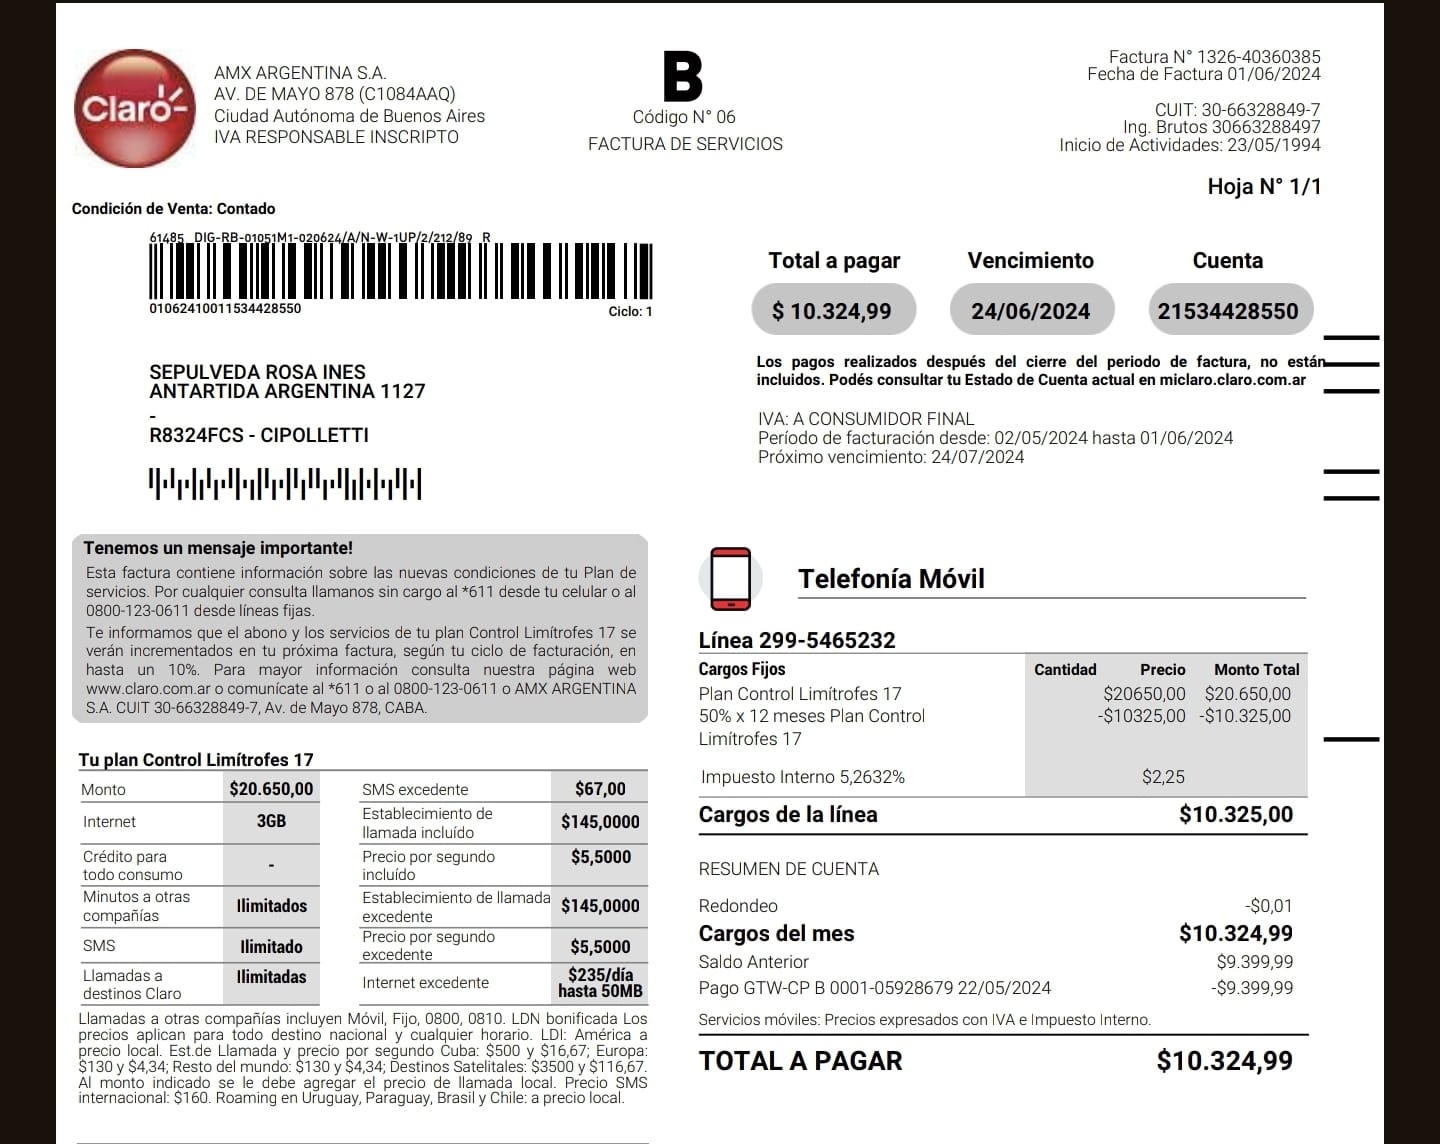 Claro
AMX ARGENTINA S.A.
AV. DE MAYO 878 (C1084AAQ)
Ciudad Autónoma de Buenos Aires
IVA RESPONSABLE INSCRIPTO
B
Código N° 06
FACTURA DE SERVICIOS
Factura N° 1326-40360385
Fecha de Factura 01/06/2024
CUIT: 30-66328849-7
Ing. Brutos 30663288497
Inicio de Actividades: 23/05/1994
Hoja N° 1/1
Condición de Venta: Contado
61485 DIG-RB-01051M1-020624/A/N-W-1UP/2/212/89 R
01062410011534428550
Ciclo: 1
Total a pagar Vencimiento Cuenta
$ 10.324,99 24/06/2024 21534428550
Los pagos realizados después del cierre del periodo de factura, no están
incluidos. Podés consultar tu Estado de Cuenta actual en miclaro.claro.com.ar
SEPULVEDA ROSA INES
ANTARTIDA ARGENTINA 1127
-
R8324FCS - CIPOLLETTI
IVA: A CONSUMIDOR FINAL
Período de facturación desde: 02/05/2024 hasta 01/06/2024
Próximo vencimiento: 24/07/2024
Tenemos un mensaje importante!
Esta factura contiene información sobre las nuevas condiciones de tu Plan de
servicios. Por cualquier consulta llamanos sin cargo al *611 desde tu celular o al
0800-123-0611 desde líneas fijas.
Te informamos que el abono y los servicios de tu plan Control Limítrofes 17 se
verán incrementados en tu próxima factura, según tu ciclo de facturación, en
hasta un 10%. Para mayor información consulta nuestra página web
www.claro.com.ar o comunícate al *611 o al 0800-123-0611 o AMX ARGENTINA
S.A. CUIT 30-66328849-7, Av. de Mayo 878, CABA.
Tu plan Control Limítrofes 17
Monto $20.650,00 SMS excedente $67,00
Internet 3GB Establecimiento de
llamada incluído $145,0000
Crédito para
todo consumo - Precio por segundo
incluído $5,5000
Minutos a otras
compañías Ilimitados Establecimiento de llamada
excedente $145,0000
SMS Ilimitado Precio por segundo
excedente $5,5000
Llamadas a
destinos Claro Ilimitadas Internet excedente $235/día
hasta 50MB
Llamadas a otras compañías incluyen Móvil, Fijo, 0800, 0810. LDN bonificada Los
precios aplican para todo destino nacional y cualquier horario. LDI: América a
precio local. Est.de Llamada y precio por segundo Cuba: $500 y $16,67; Europa:
$130 y $4,34; Resto del mundo: $130 y $4,34; Destinos Satelitales: $3500 y $116,67.
Al monto indicado se le debe agregar el precio de llamada local. Precio SMS
internacional: $160. Roaming en Uruguay, Paraguay, Brasil y Chile: a precio local.
Telefonía Móvil
Línea 299-5465232
Cargos Fijos Cantidad Precio Monto Total
Plan Control Limítrofes 17 $20650,00 $20.650,00
50% x 12 meses Plan Control -$10325,00 -$10.325,00
Limítrofes 17
Impuesto Interno 5,2632% $2,25
Cargos de la línea $10.325,00
RESUMEN DE CUENTA
Redondeo -$0,01
Cargos del mes $10.324,99
Saldo Anterior $9.399,99
Pago GTW-CP B 0001-05928679 22/05/2024 -$9.399,99
Servicios móviles: Precios expresados con IVA e Impuesto Interno.
TOTAL A PAGAR $10.324,99